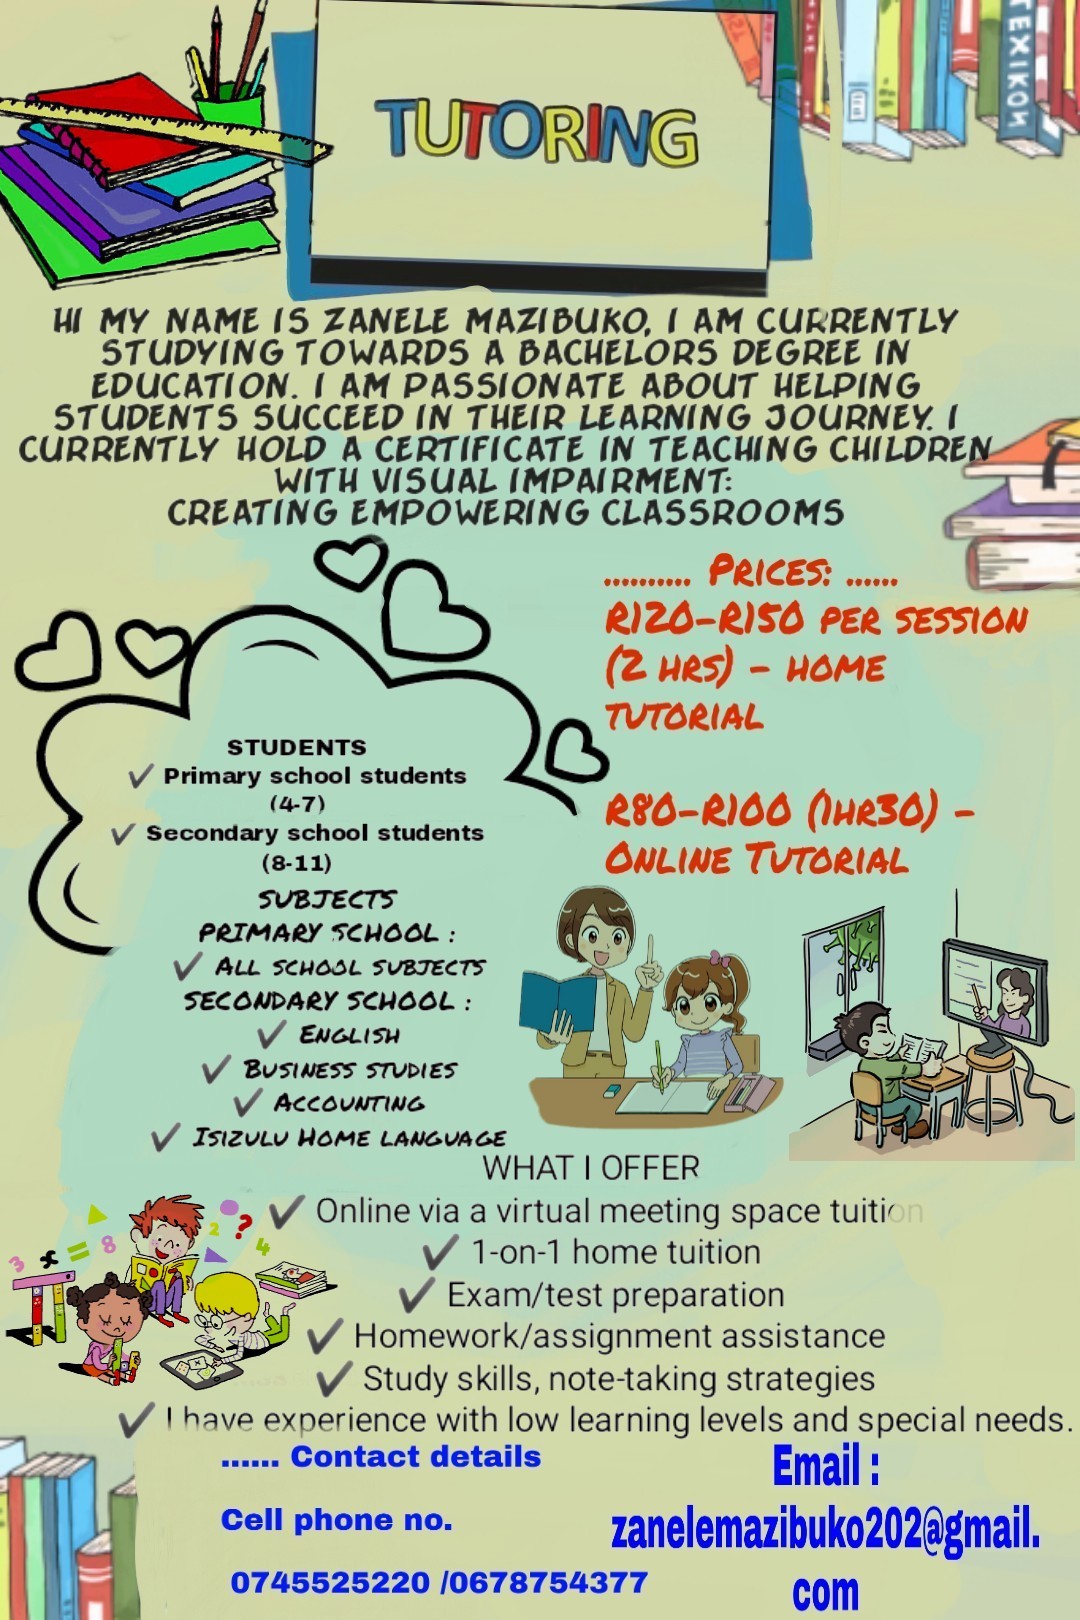 TUTORING
LEXIKON
HI MY NAME IS ZANELE MAZIBUKO, I AM CURRENTLY
STUDYING TOWARDS A BACHELORS DEGREE IN
EDUCATION. I AM PASSIONATE ABOUT HELPING
STUDENTS SUCCEED IN THEIR LEARNING JOURNEY. I
CURRENTLY HOLD A CERTIFICATE IN TEACHING CHILDREN
WITH VISUAL IMPAIRMENT:
CREATING EMPOWERING CLASSROOMS
.......... PRICES: ......
R120-R150 PER SESSION
(2 HRS) - HOME
TUTORIAL
R80-R100 (1HR30) -
ONLINE TUTORIAL
STUDENTS
✓ Primary school students
(4-7)
✓ Secondary school students
(8-11)
SUBJECTS
PRIMARY SCHOOL :
✓ ALL SCHOOL SUBJECTS
SECONDARY SCHOOL :
✓ ENGLISH
✓ BUSINESS STUDIES
✓ ACCOUNTING
✓ ISIZULU HOME LANGUAGE
WHAT I OFFER
✓ Online via a virtual meeting space tuition
✓ 1-on-1 home tuition
✓ Exam/test preparation
✓ Homework/assignment assistance
✓ Study skills, note-taking strategies
✓ I have experience with low learning levels and special needs.
3 x = 8 2 ? 4
...... Contact details
Cell phone no.
0745525220 /0678754377
Email :
zanelemazibuko202@gmail.
com